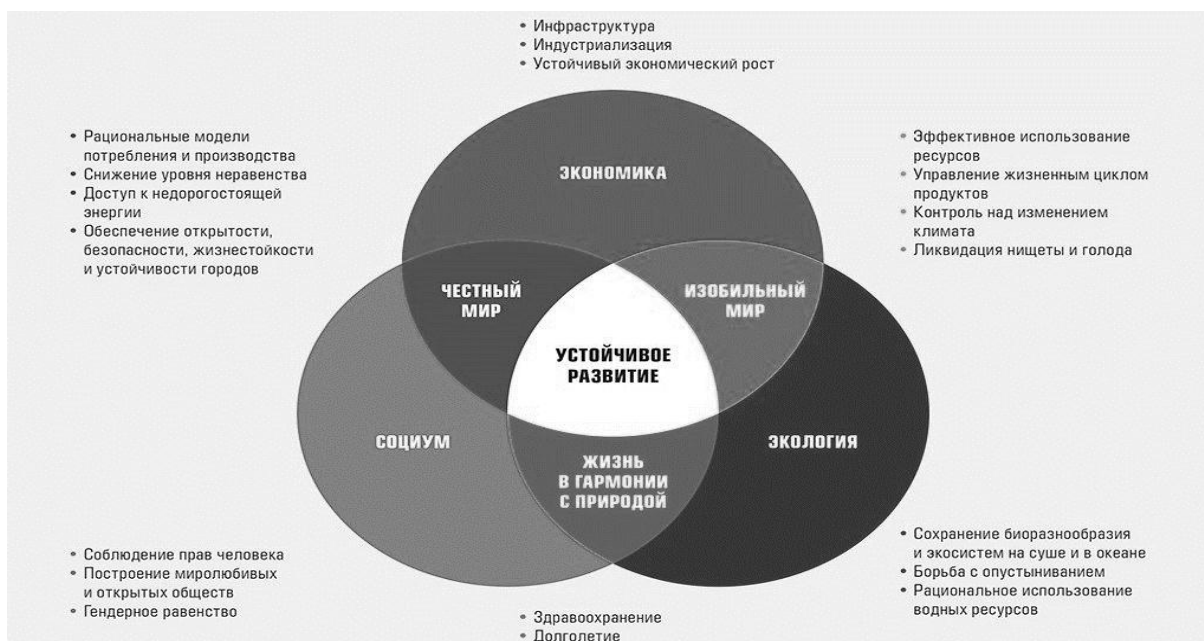 • Инфраструктура
• Индустриализация
• Устойчивый экономический рост
• Рациональные модели
потребления и производства
• Снижение уровня неравенства
• Доступ к недорогостоящей
энергии
• Обеспечение открытости,
безопасности, жизнестойкости
и устойчивости городов
• Эффективное использование
ресурсов
• Управление жизненным циклом
продуктов
• Контроль над изменением
климата
• Ликвидация нищеты и голода
ЭКОНОМИКА
ЧЕСТНЫЙ
МИР
ИЗОБИЛЬНЫЙ
МИР
УСТОЙЧИВОЕ
РАЗВИТИЕ
СОЦИУМ
ЭКОЛОГИЯ
ЖИЗНЬ
В ГАРМОНИИ
С ПРИРОДОЙ
• Соблюдение прав человека
• Построение миролюбивых
и открытых обществ
• Гендерное равенство
• Здравоохранение
• Долголетие
• Сохранение биоразнообразия
и экосистем на суше и в океане
• Борьба с опустыниванием
• Рациональное использование
водных ресурсов